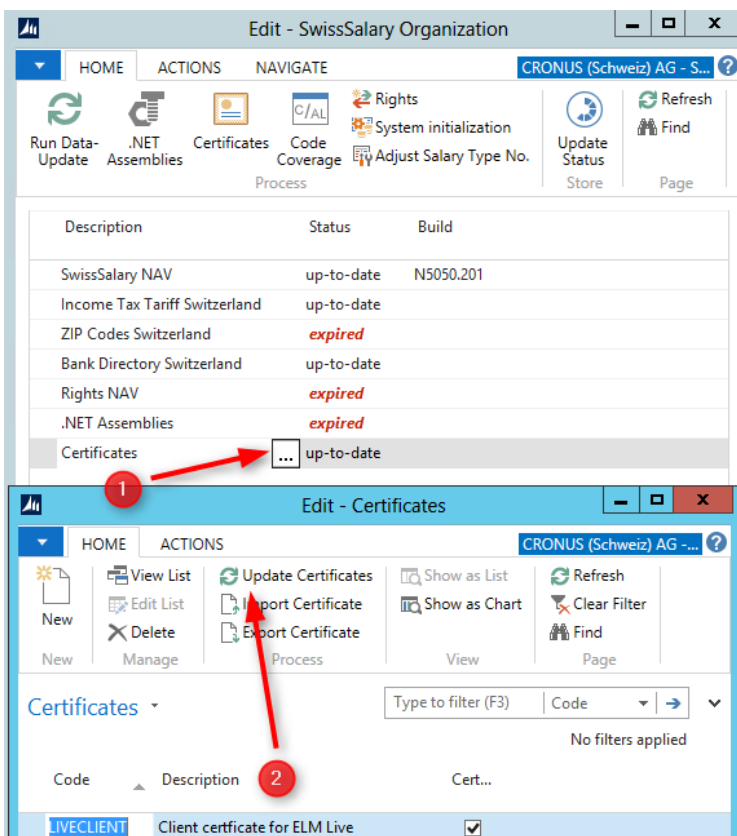 Edit - SwissSalary Organization
HOME ACTIONS NAVIGATE CRONUS (Schweiz) AG - S... ?
Run Data-Update
.NET Assemblies
Certificates
C/AL
Code Coverage
Rights
System initialization
Adjust Salary Type No.
Process
Update Status
Store
Refresh
Find
Page
Description Status Build
SwissSalary NAV up-to-date N5050.201
Income Tax Tariff Switzerland up-to-date
ZIP Codes Switzerland expired
Bank Directory Switzerland up-to-date
Rights NAV expired
.NET Assemblies expired
Certificates ... up-to-date
1
Edit - Certificates
HOME ACTIONS CRONUS (Schweiz) AG -... ?
New
New
View List
Edit List
Delete
Manage
Update Certificates
Import Certificate
Export Certificate
Process
Show as List
Show as Chart
View
Refresh
Clear Filter
Find
Page
Certificates
Type to filter (F3) Code
No filters applied
Code Description Cert...
2
LIVECLIENT Client certficate for ELM Live